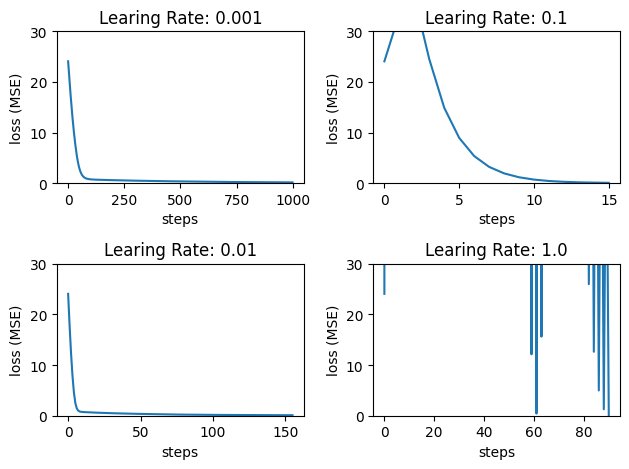 Learing Rate: 0.001
30
20
10
0
loss (MSE)
0 250 500 750 1000
steps
Learing Rate: 0.1
30
20
10
0
loss (MSE)
0 5 10 15
steps
Learing Rate: 0.01
30
20
10
0
loss (MSE)
0 50 100 150
steps
Learing Rate: 1.0
30
20
10
0
loss (MSE)
0 20 40 60 80
steps